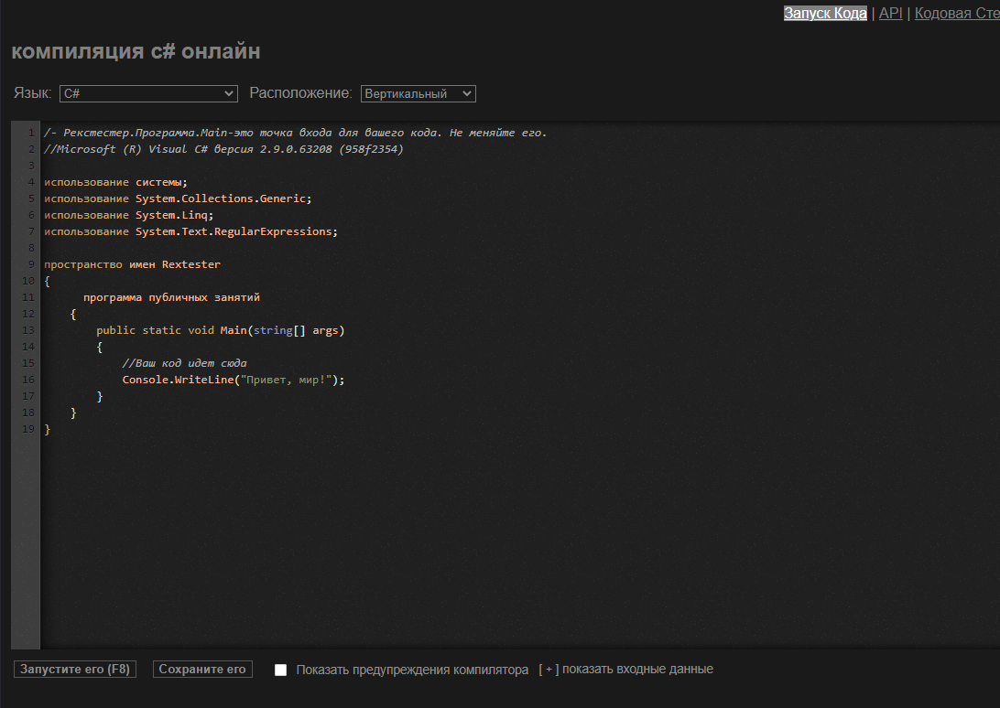 Запуск Кода | API | Кодовая Сте
компиляция c# онлайн
Язык: C# Расположение: Вертикальный
1 /- Рекстестер.Программа.Main-это точка входа для вашего кода. Не меняйте его.
2 //Microsoft (R) Visual C# версия 2.9.0.63208 (958f2354)
3
4 использование системы;
5 использование System.Collections.Generic;
6 использование System.Linq;
7 использование System.Text.RegularExpressions;
8
9 пространство имен Rextester
10 {
11 программа публичных занятий
12 {
13 public static void Main(string[] args)
14 {
15 //Ваш код идет сюда
16 Console.WriteLine("Привет, мир!");
17 }
18 }
19 }
Запустите его (F8) Сохраните его Показать предупреждения компилятора [ + ] показать входные данные